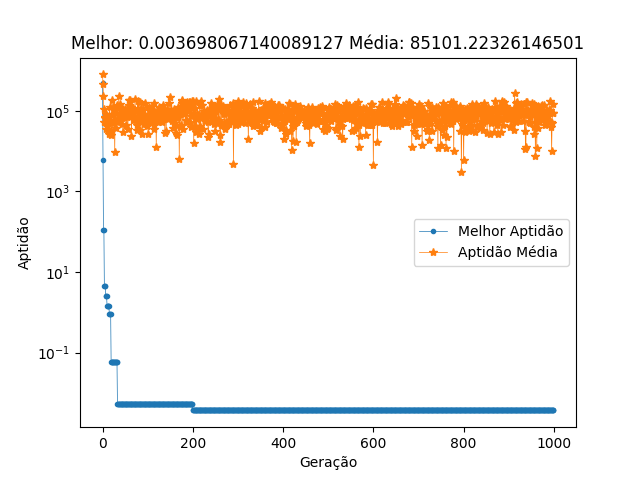 Melhor: 0.003698067140089127 Média: 85101.22326146501
Aptidão
10^5
10^3
10^1
10^-1
Melhor Aptidão
Aptidão Média
0 200 400 600 800 1000
Geração